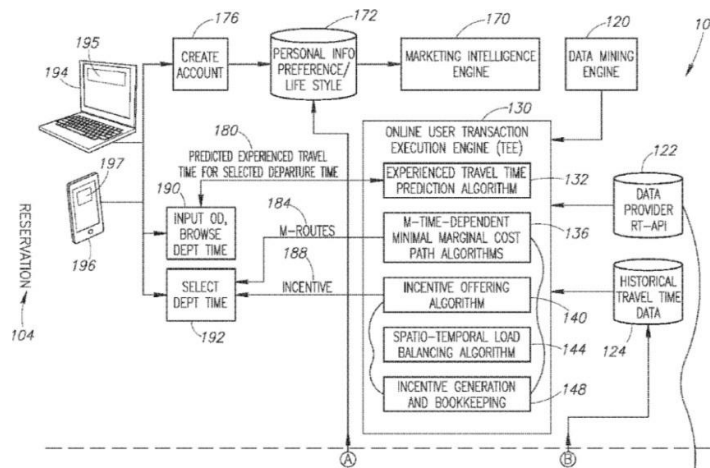 176
172
170
120
10
195
194
CREATE
ACCOUNT
PERSONAL INFO
PREFERENCE/
LIFE STYLE
MARKETING INTELLIGENCE
ENGINE
DATA MINING
ENGINE
130
180
ONLINE USER TRANSACTION
EXECUTION ENGINE (TEE)
122
197
PREDICTED EXPERIENCED TRAVEL
TIME FOR SELECTED DEPARTURE TIME
EXPERIENCED TRAVEL TIME
PREDICTION ALGORITHM
132
190
DATA
PROVIDER
RT-API
INPUT OD,
BROWSE
DEPT TIME
184
M-ROUTES
M-TIME-DEPENDENT
MINIMAL MARGINAL COST
PATH ALGORITHMS
136
196
188
RESERVATION
104
SELECT
DEPT TIME
INCENTIVE
INCENTIVE OFFERING
ALGORITHM
140
HISTORICAL
TRAVEL TIME
DATA
192
SPATIO-TEMPORAL LOAD
BALANCING ALGORITHM
144
124
INCENTIVE GENERATION
AND BOOKKEEPING
148
A
B